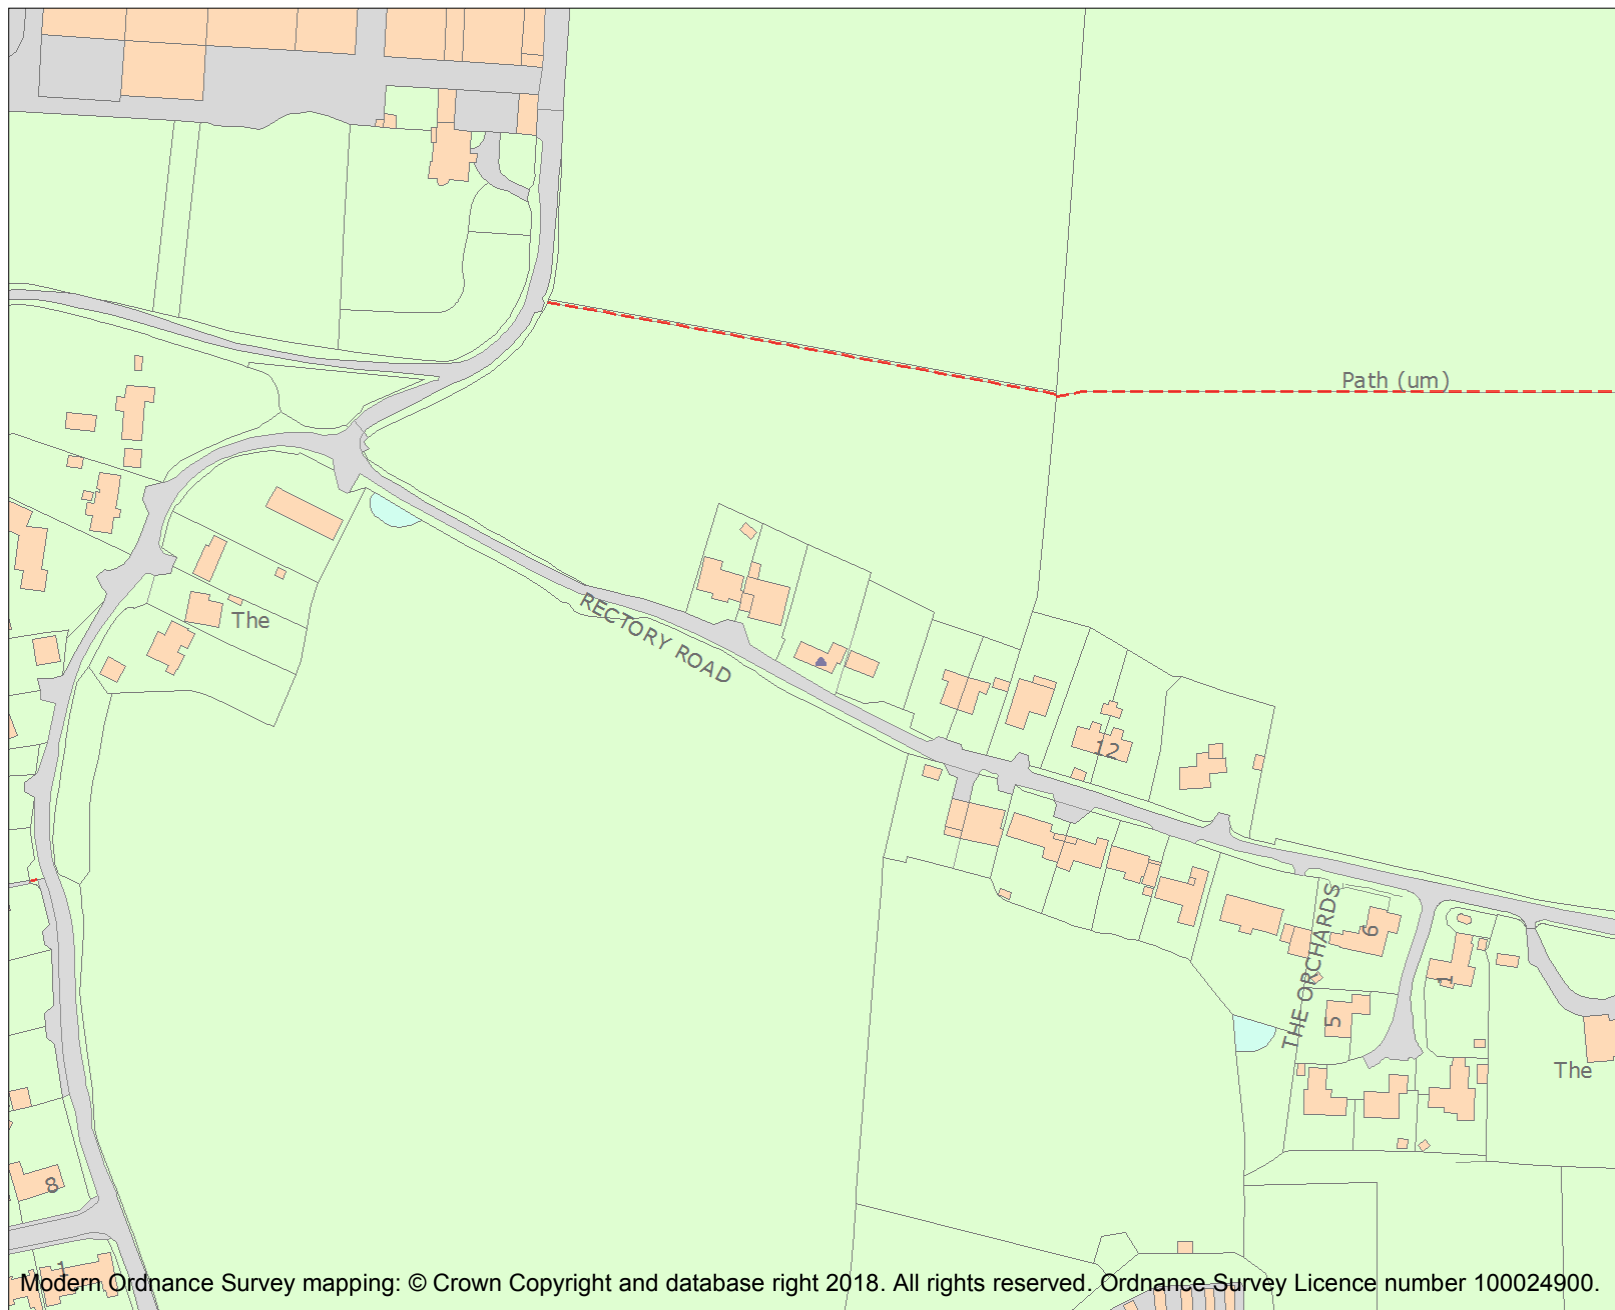 Path (um)
The
RECTORY ROAD
12
THE ORCHARDS
6
1
5
The
8
1
Modern Ordnance Survey mapping: © Crown Copyright and database right 2018. All rights reserved. Ordnance Survey Licence number 100024900.